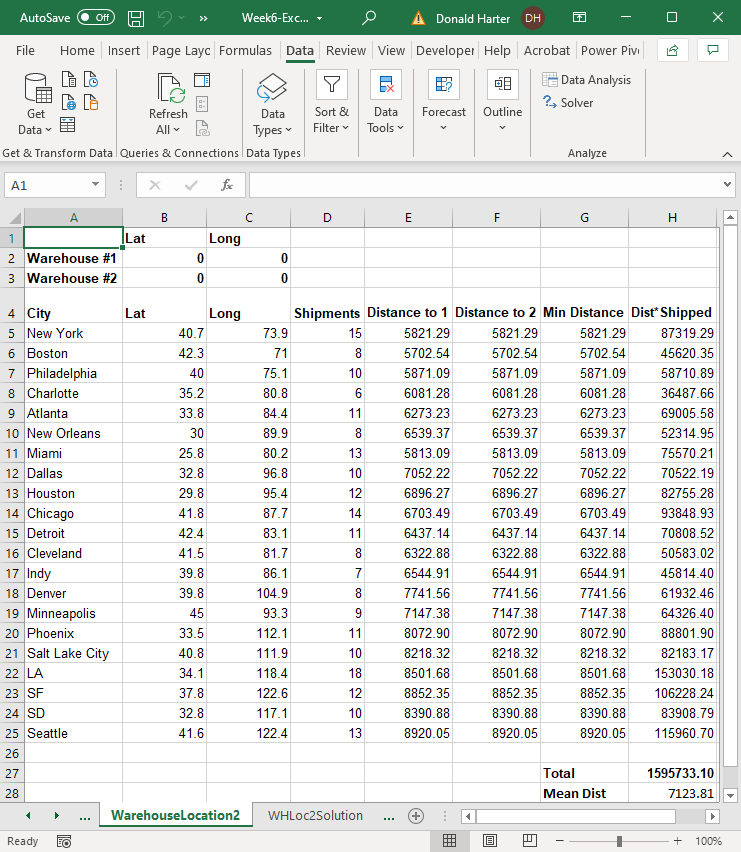 AutoSave Off » Week6-Exc... Donald Harter DH
File Home Insert Page Layc Formulas Data Review View Developer Help Acrobat Power Piv
Get Data Refresh All Data Types Sort & Filter Data Tools Forecast Outline Data Analysis Solver
Get & Transform Data Queries & Connections Data Types Analyze
A1 fx
A B C D E F G H
1 Lat Long
2 Warehouse #1 0 0
3 Warehouse #2 0 0
4 City Lat Long Shipments Distance to 1 Distance to 2 Min Distance Dist*Shipped
5 New York 40.7 73.9 15 5821.29 5821.29 5821.29 87319.29
6 Boston 42.3 71 8 5702.54 5702.54 5702.54 45620.35
7 Philadelphia 40 75.1 10 5871.09 5871.09 5871.09 58710.89
8 Charlotte 35.2 80.8 6 6081.28 6081.28 6081.28 36487.66
9 Atlanta 33.8 84.4 11 6273.23 6273.23 6273.23 69005.58
10 New Orleans 30 89.9 8 6539.37 6539.37 6539.37 52314.95
11 Miami 25.8 80.2 13 5813.09 5813.09 5813.09 75570.21
12 Dallas 32.8 96.8 10 7052.22 7052.22 7052.22 70522.19
13 Houston 29.8 95.4 12 6896.27 6896.27 6896.27 82755.28
14 Chicago 41.8 87.7 14 6703.49 6703.49 6703.49 93848.93
15 Detroit 42.4 83.1 11 6437.14 6437.14 6437.14 70808.52
16 Cleveland 41.5 81.7 8 6322.88 6322.88 6322.88 50583.02
17 Indy 39.8 86.1 7 6544.91 6544.91 6544.91 45814.40
18 Denver 39.8 104.9 8 7741.56 7741.56 7741.56 61932.46
19 Minneapolis 45 93.3 9 7147.38 7147.38 7147.38 64326.40
20 Phoenix 33.5 112.1 11 8072.90 8072.90 8072.90 88801.90
21 Salt Lake City 40.8 111.9 10 8218.32 8218.32 8218.32 82183.17
22 LA 34.1 118.4 18 8501.68 8501.68 8501.68 153030.18
23 SF 37.8 122.6 12 8852.35 8852.35 8852.35 106228.24
24 SD 32.8 117.1 10 8390.88 8390.88 8390.88 83908.79
25 Seattle 41.6 122.4 13 8920.05 8920.05 8920.05 115960.70
26
27 Total 1595733.10
28 Mean Dist 7123.81
... WarehouseLocation2 WHLoc2Solution ...
Ready 100%